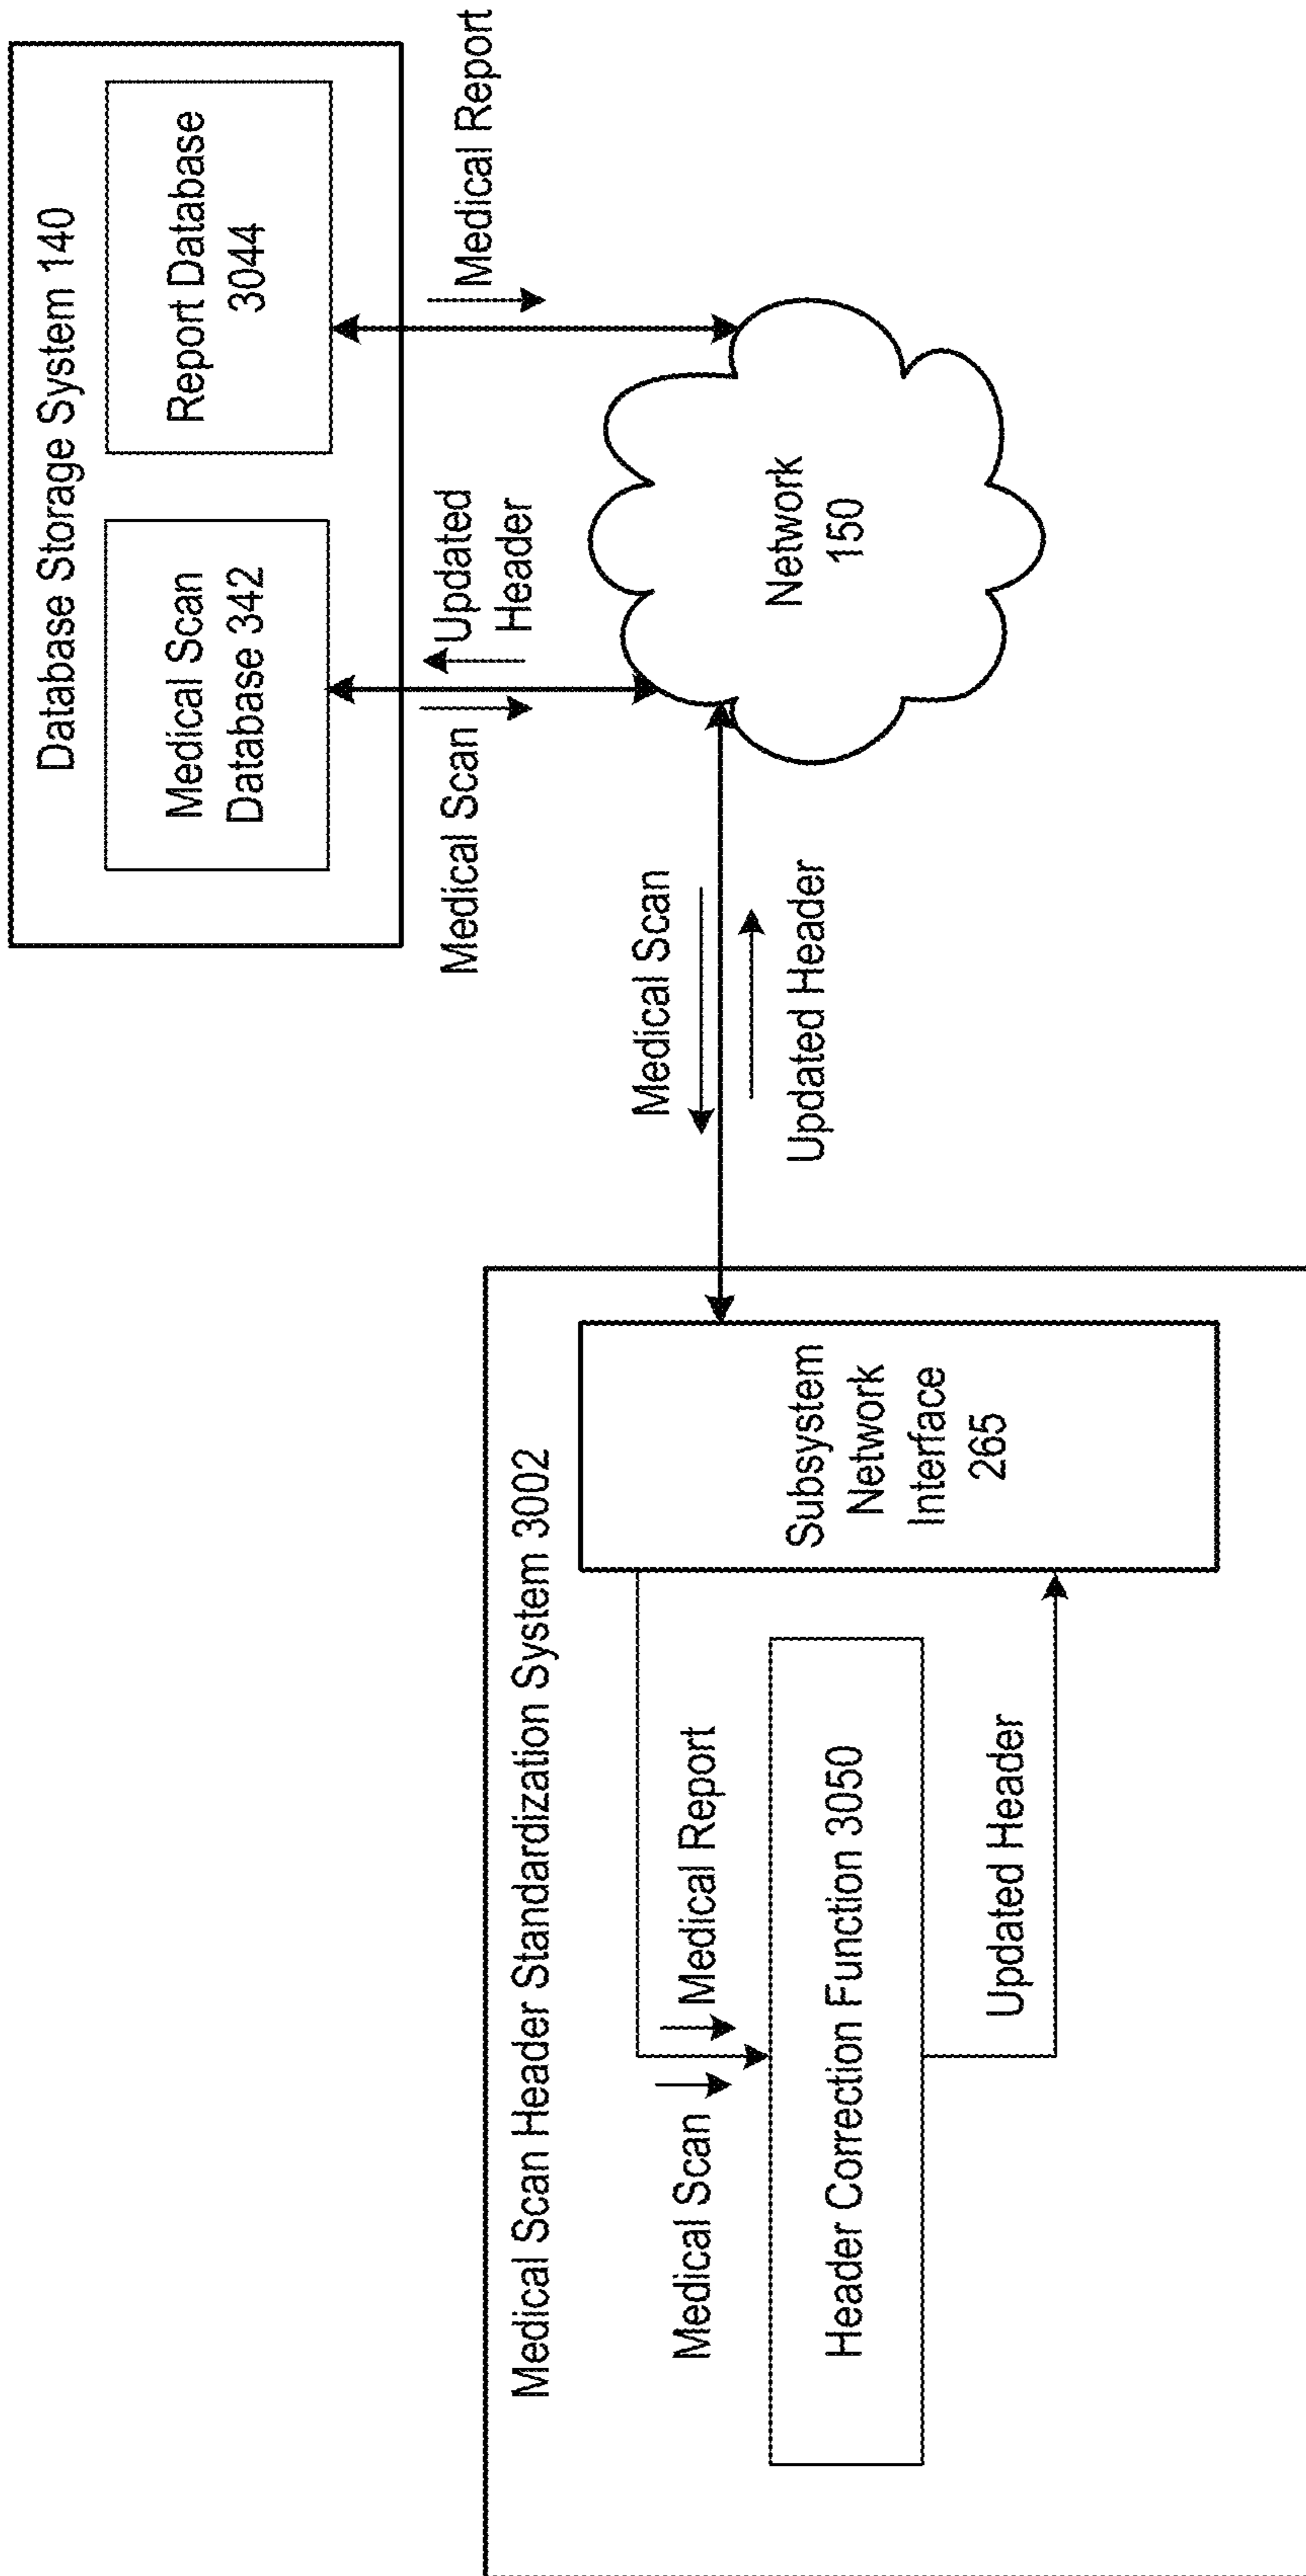 Database Storage System 140
Medical Scan
Database 342
Report Database
3044
Medical Scan
Updated
Header
Medical Report
Network
150
Medical Scan
Updated Header
Medical Scan Header Standardization System 3002
Subsystem
Network
Interface
265
Medical Scan
Medical Report
Header Correction Function 3050
Updated Header